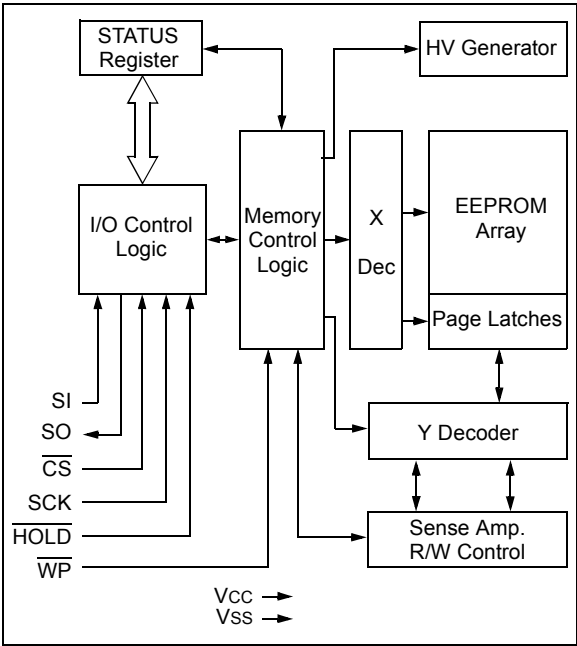 STATUS
Register
HV Generator
I/O Control
Logic
Memory
Control
Logic
X
Dec
EEPROM
Array
Page Latches
SI
SO
CS
SCK
HOLD
WP
Y Decoder
Sense Amp.
R/W Control
VCC
VSS